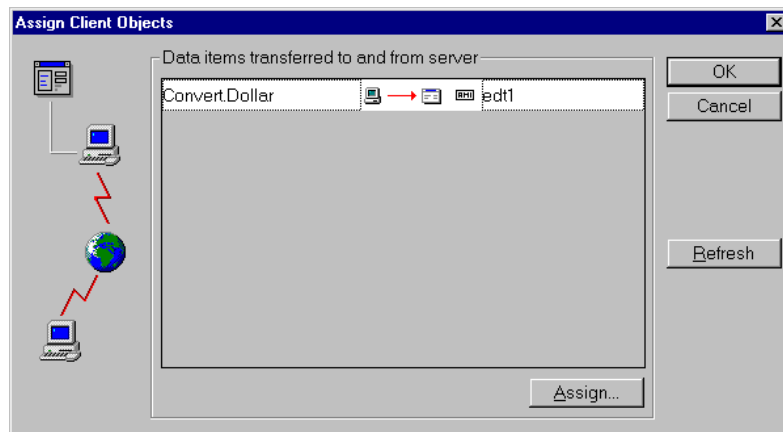 Assign Client Objects
Data items transferred to and from server
Convert.Dollar edt1
OK
Cancel
Refresh
Assign...